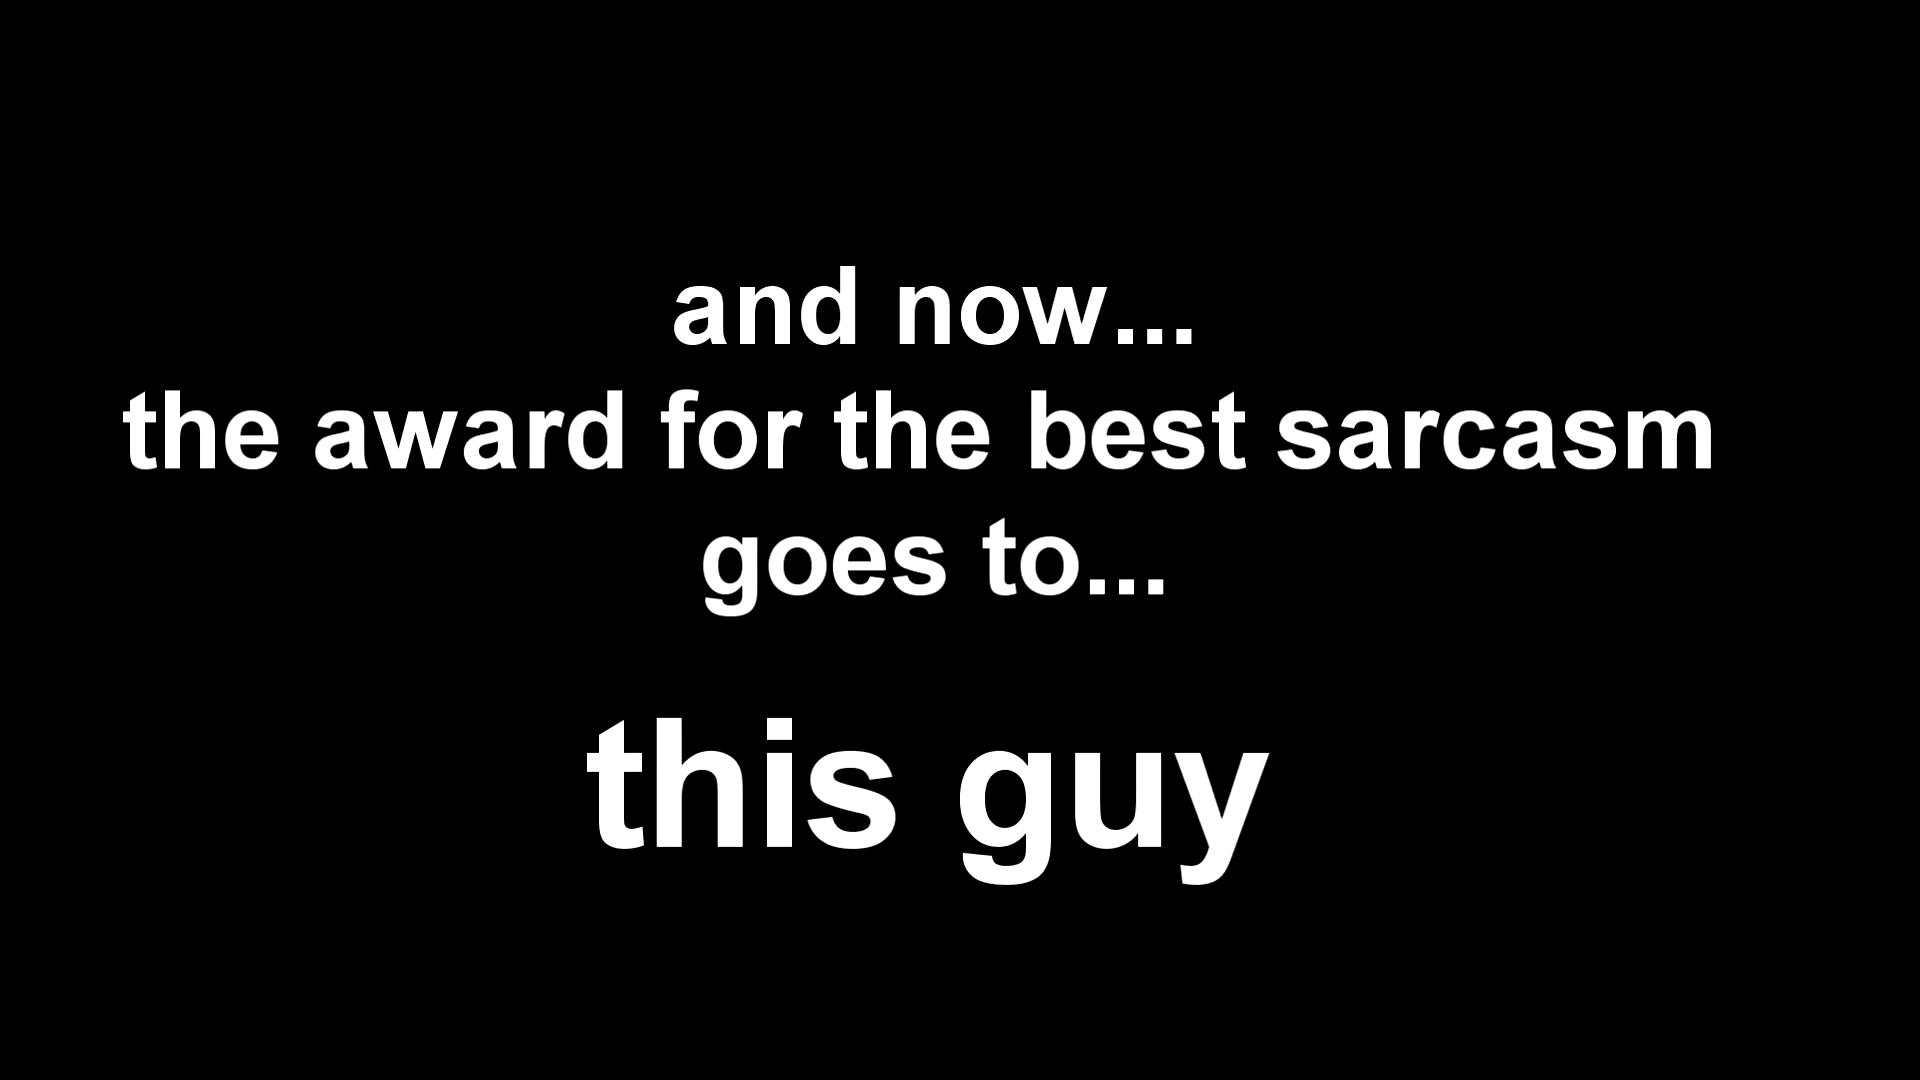 and now...
the award for the best sarcasm
goes to...
this guy